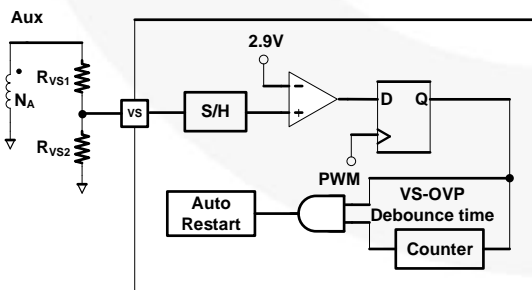 Aux
2.9V
RVS1
NA
RVS2
VS
S/H
D Q
PWM
VS-OVP
Debounce time
Auto
Restart
Counter